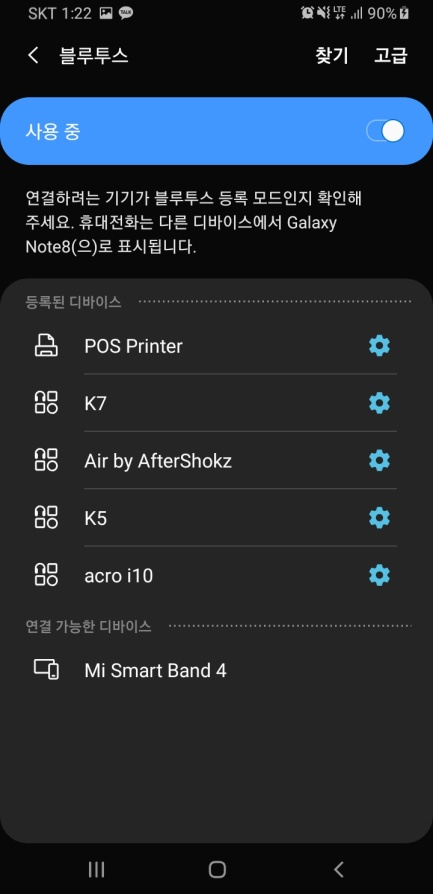 SKT 1:22 TALK LTE 90%
블루투스 찾기 고급
사용 중
연결하려는 기기가 블루투스 등록 모드인지 확인해
주세요. 휴대전화는 다른 디바이스에서 Galaxy
Note8(으)로 표시됩니다.
등록된 디바이스
POS Printer
K7
Air by AfterShokz
K5
acro i10
연결 가능한 디바이스
Mi Smart Band 4